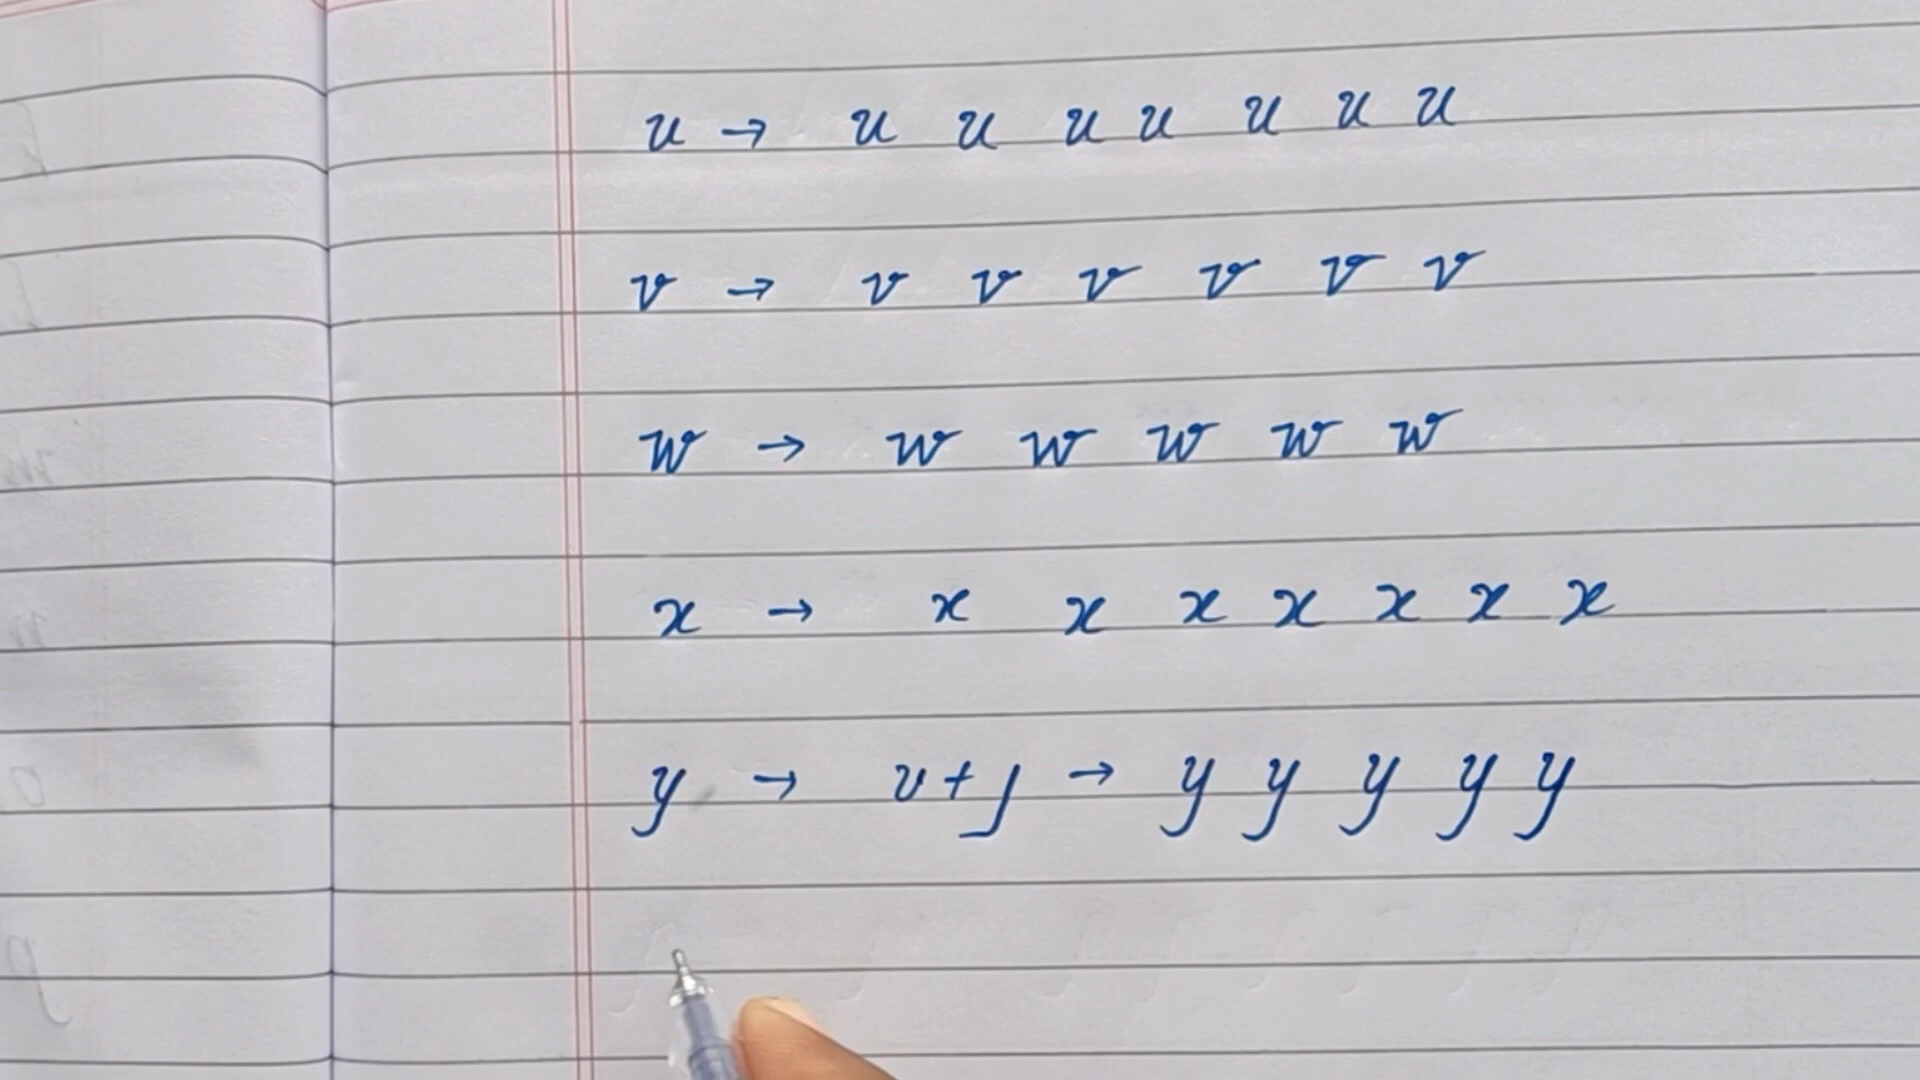 u → u u u u u u u
v → v v v v v v
w → w w w w w
x → x x x x x x x
y → v + j → y y y y y